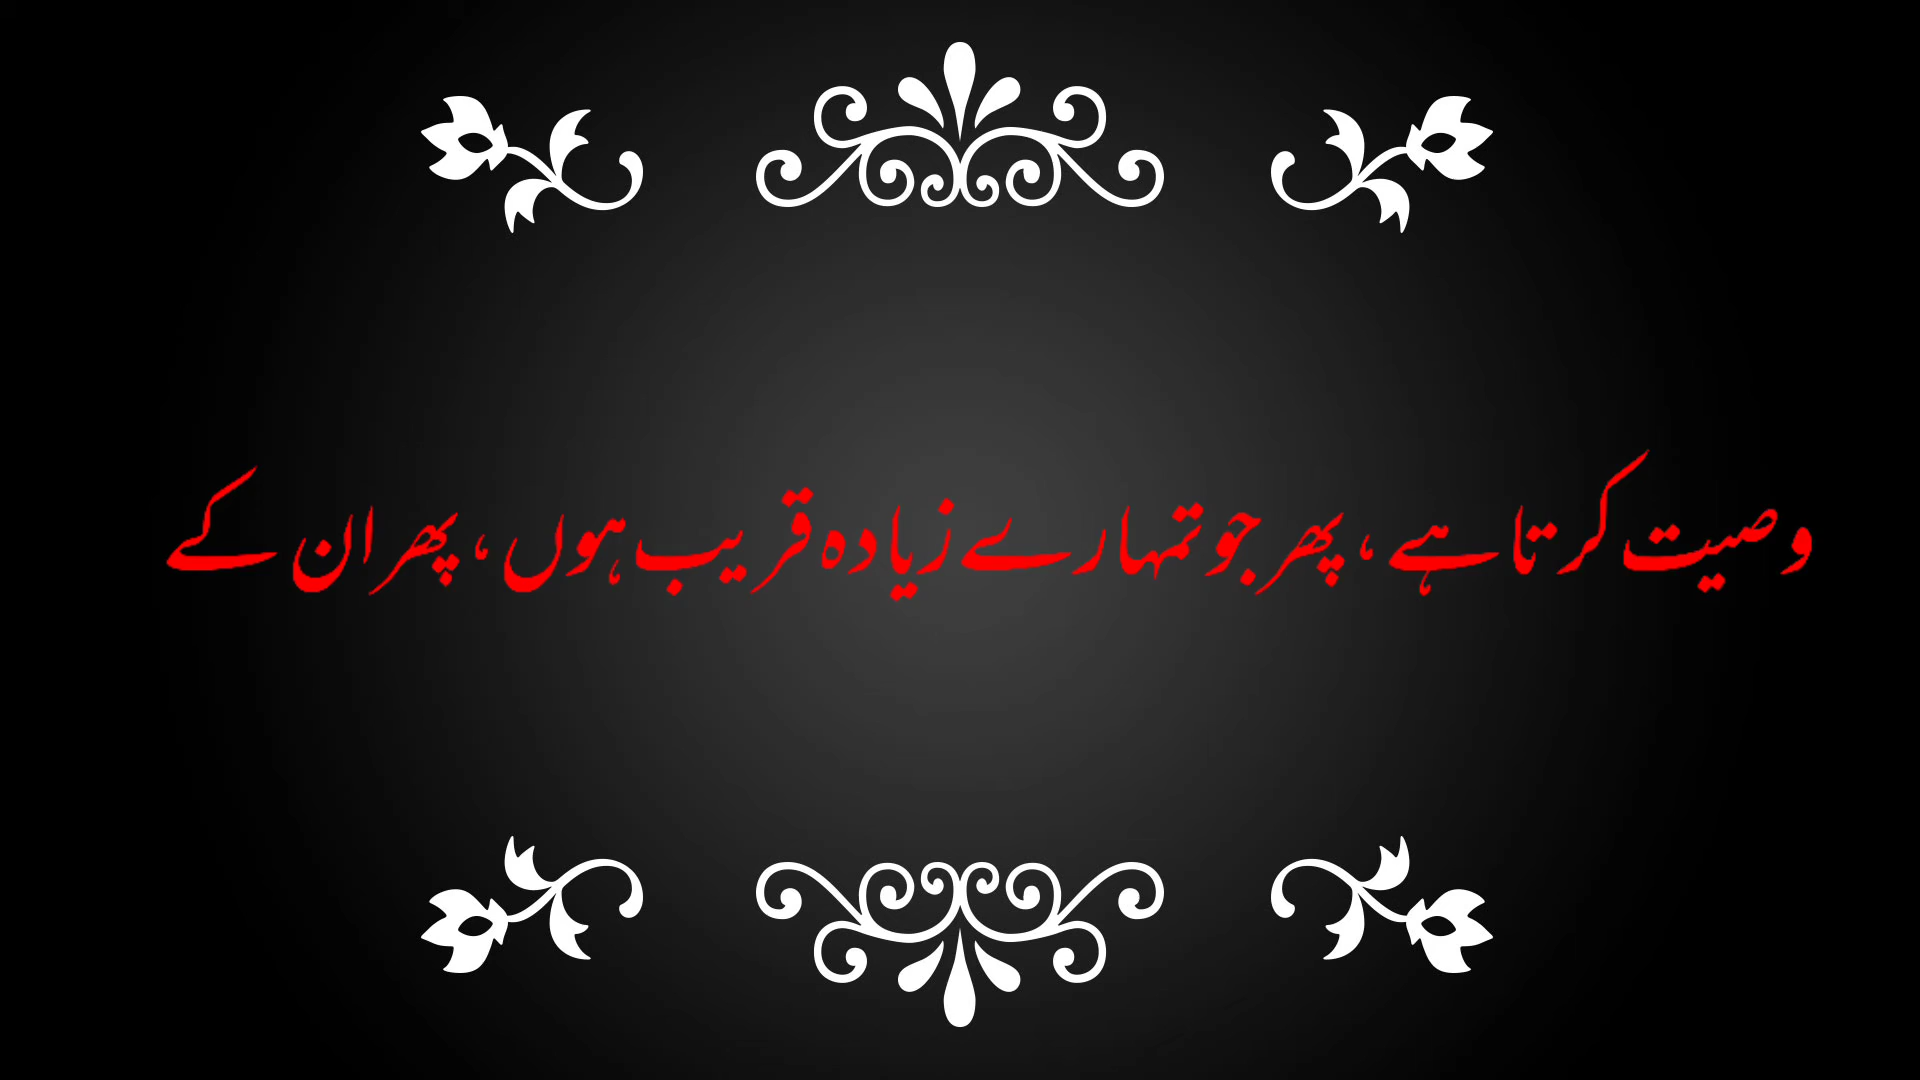 وصیت کرتا ہے ، پھر جو تمہارے زیادہ قریب ہوں ، پھر ان کے